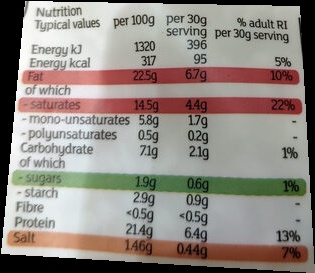 Nutrition
Typical values per 100g per 30g serving % adult RI per 30g serving
Energy kJ 1320 396
Energy kcal 317 95 5%
Fat 22.5g 6.7g 10%
of which
- saturates 14.5g 4.4g 22%
- mono-unsaturates 5.8g 1.7g -
- polyunsaturates 0.5g 0.2g -
Carbohydrate 7.1g 2.1g 1%
of which
- sugars 1.9g 0.6g 1%
- starch 2.9g 0.9g -
Fibre <0.5g <0.5g -
Protein 21.4g 6.4g 13%
Salt 1.46g 0.44g 7%